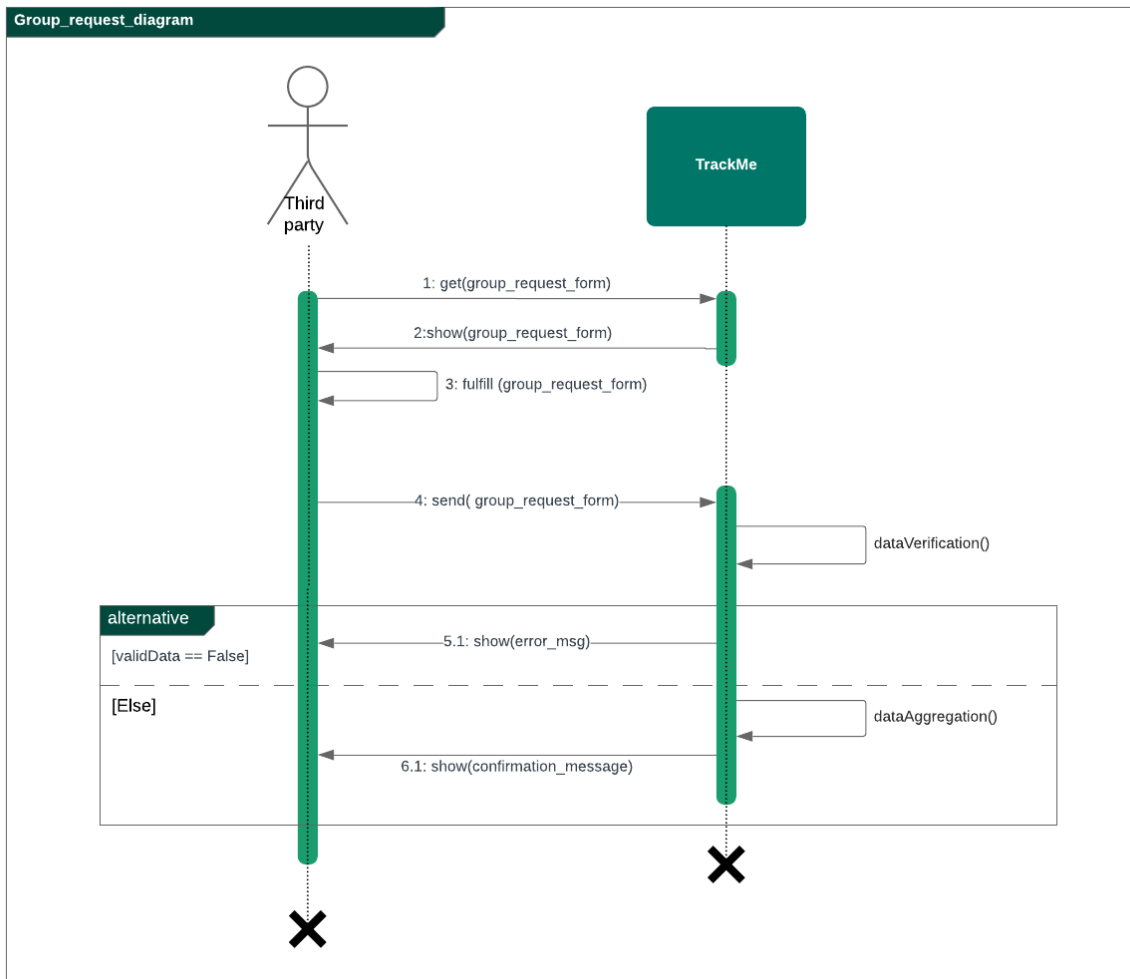 Group_request_diagram
TrackMe
Third
party
1: get(group_request_form)
2:show(group_request_form)
3: fulfill (group_request_form)
4: send( group_request_form)
dataVerification()
alternative
5.1: show(error_msg)
[validData == False]
[Else]
dataAggregation()
6.1: show(confirmation_message)